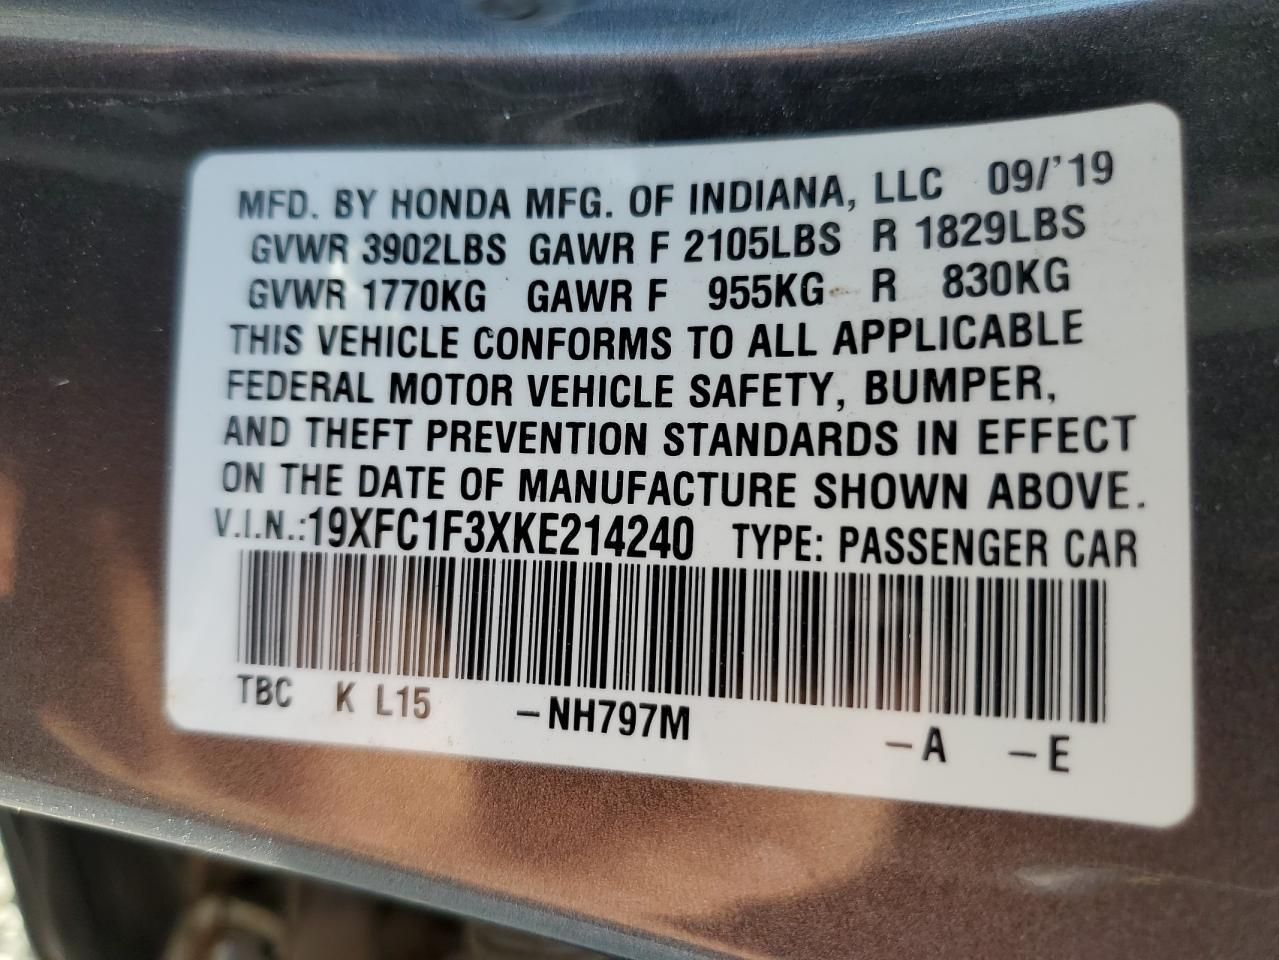 MFD. BY HONDA MFG. OF INDIANA, LLC 09/'19
GVWR 3902LBS GAWR F 2105LBS R 1829LBS
GVWR 1770KG GAWR F 955KG R 830KG
THIS VEHICLE CONFORMS TO ALL APPLICABLE
FEDERAL MOTOR VEHICLE SAFETY, BUMPER,
AND THEFT PREVENTION STANDARDS IN EFFECT
ON THE DATE OF MANUFACTURE SHOWN ABOVE.
V.I.N.:19XFC1F3XKE214240 TYPE: PASSENGER CAR
TBC K L15 -NH797M -A -E